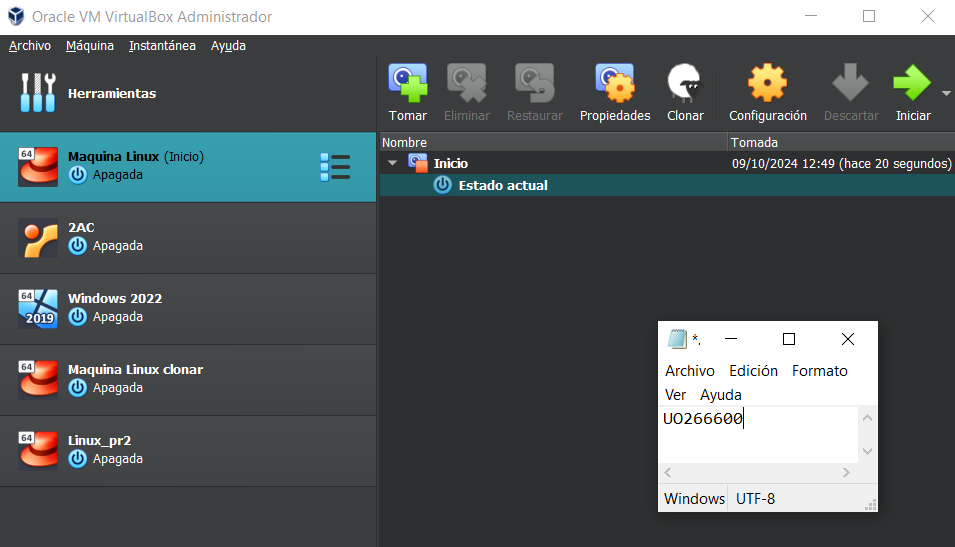 Oracle VM VirtualBox Administrador
Archivo Máquina Instantánea Ayuda
Herramientas
Tomar Eliminar Restaurar Propiedades Clonar Configuración Descartar Iniciar
Nombre Tomada
64 Maquina Linux (Inicio)
Apagada
Inicio 09/10/2024 12:49 (hace 20 segundos)
Estado actual
2AC
Apagada
64 2019 Windows 2022
Apagada
64 Maquina Linux clonar
Apagada
64 Linux_pr2
Apagada
*.
Archivo Edición Formato
Ver Ayuda
UO266600
Windows UTF-8